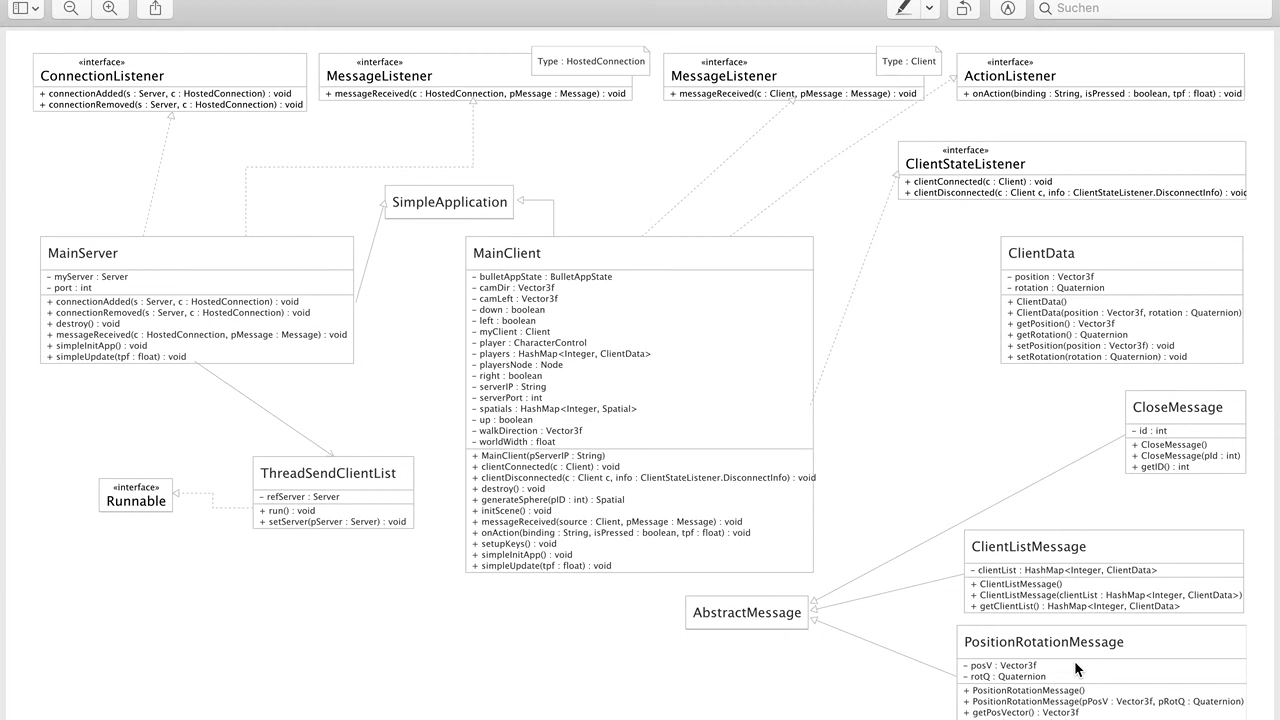 Suchen
«interface»
ConnectionListener
+ connectionAdded(s : Server, c : HostedConnection) : void
+ connectionRemoved(s : Server, c : HostedConnection) : void
«interface»
MessageListener
Type : HostedConnection
+ messageReceived(c : HostedConnection, pMessage : Message) : void
«interface»
MessageListener
Type : Client
+ messageReceived(c : Client, pMessage : Message) : void
«interface»
ActionListener
+ onAction(binding : String, isPressed : boolean, tpf : float) : void
«interface»
ClientStateListener
+ clientConnected(c : Client) : void
+ clientDisconnected(c : Client c, info : ClientStateListener.DisconnectInfo) : void
SimpleApplication
MainServer
- myServer : Server
- port : int
+ connectionAdded(s : Server, c : HostedConnection) : void
+ connectionRemoved(s : Server, c : HostedConnection) : void
+ destroy() : void
+ messageReceived(c : HostedConnection, pMessage : Message) : void
+ simpleInitApp() : void
+ simpleUpdate(tpf : float) : void
MainClient
- bulletAppState : BulletAppState
- camDir : Vector3f
- camLeft : Vector3f
- down : boolean
- left : boolean
- myClient : Client
- player : CharacterControl
- players : HashMap<Integer, ClientData>
- playersNode : Node
- right : boolean
- serverIP : String
- serverPort : int
- spatials : HashMap<Integer, Spatial>
- up : boolean
- walkDirection : Vector3f
- worldWidth : float
+ MainClient(pServerIP : String)
+ clientConnected(c : Client) : void
+ clientDisconnected(c : Client c, info : ClientStateListener.DisconnectInfo) : void
+ destroy() : void
+ generateSphere(pID : int) : Spatial
+ initScene() : void
+ messageReceived(source : Client, pMessage : Message) : void
+ onAction(binding : String, isPressed : boolean, tpf : float) : void
+ setupKeys() : void
+ simpleInitApp() : void
+ simpleUpdate(tpf : float) : void
ClientData
- position : Vector3f
- rotation : Quaternion
+ ClientData()
+ ClientData(position : Vector3f, rotation : Quaternion)
+ getPosition() : Vector3f
+ getRotation() : Quaternion
+ setPosition(position : Vector3f) : void
+ setRotation(rotation : Quaternion) : void
CloseMessage
- id : int
+ CloseMessage()
+ CloseMessage(pId : int)
+ getID() : int
«interface»
Runnable
ThreadSendClientList
- refServer : Server
+ run() : void
+ setServer(pServer : Server) : void
ClientListMessage
- clientList : HashMap<Integer, ClientData>
+ ClientListMessage()
+ ClientListMessage(clientList : HashMap<Integer, ClientData>)
+ getClientList() : HashMap<Integer, ClientData>
AbstractMessage
PositionRotationMessage
- posV : Vector3f
- rotQ : Quaternion
+ PositionRotationMessage()
+ PositionRotationMessage(pPosV : Vector3f, pRotQ : Quaternion)
+ getPosVector() : Vector3f